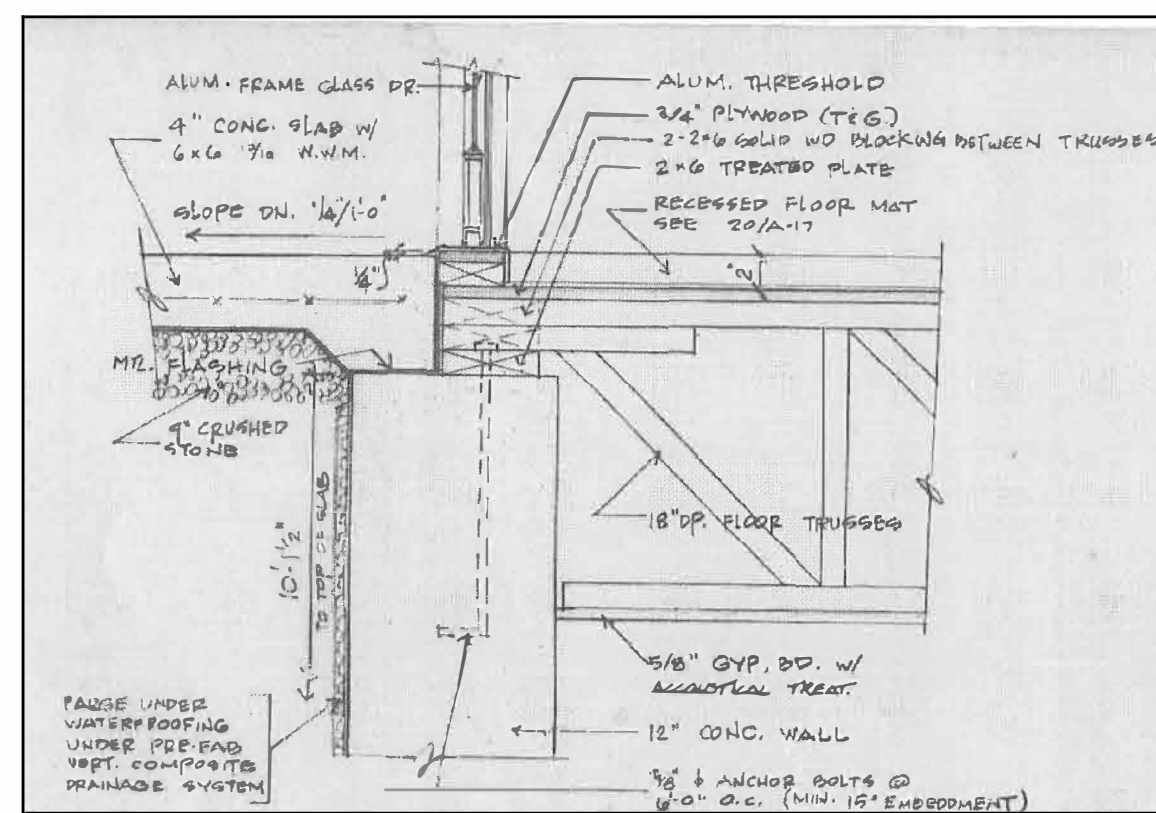 ALUM. FRAME GLASS DR.
4" CONC. SLAB W/
6x6 10/10 W.W.M.
SLOPE DN. 1/4"/1'-0"
1/4"
MTL. FLASHING
CRUSHED
STONE
10'-1 1/2"
TO TOP OF SLAB
PARGE UNDER
WATERPROOFING
UNDER PRE-FAB
VERT. COMPOSITE
DRAINAGE SYSTEM
ALUM. THRESHOLD
3/4" PLYWOOD (T&G.)
2-2x6 SOLID WD BLOCKING BETWEEN TRUSSES
2x6 TREATED PLATE
RECESSED FLOOR MAT
SEE 20/A-17
2"
18" DP. FLOOR TRUSSES
5/8" GYP. BD. W/
TREAT.
12" CONC. WALL
5/8" ϕ ANCHOR BOLTS @
6'-0" O.C. (MIN. 15" EMBEDDMENT)